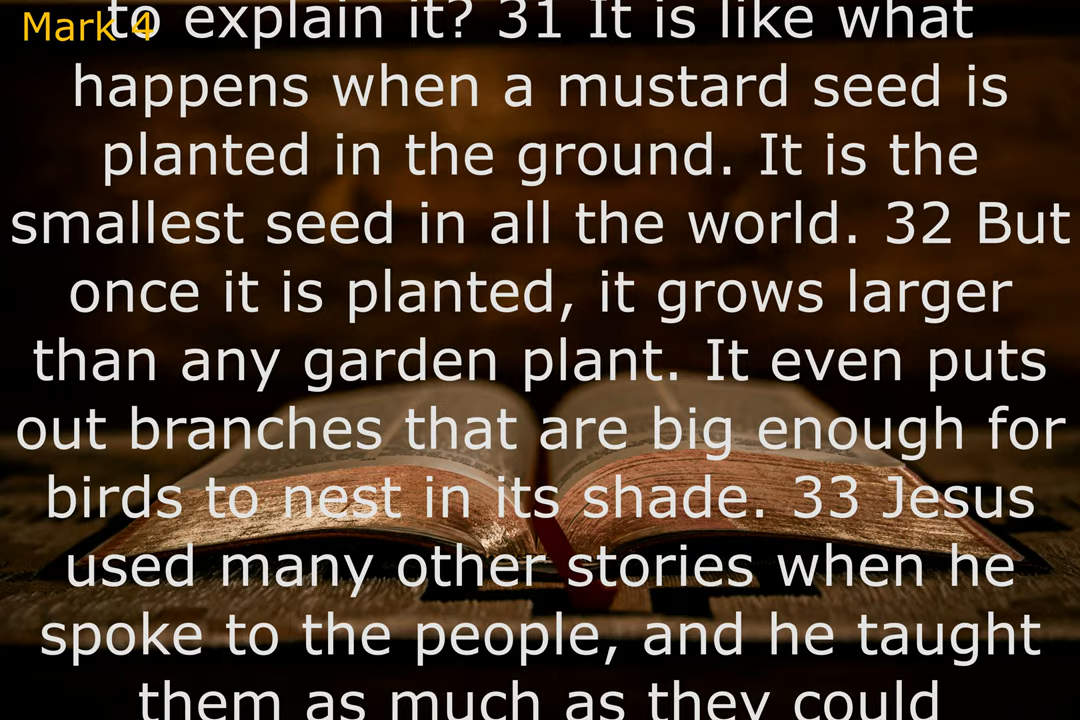 Mark 4
to explain it? 31 It is like what
happens when a mustard seed is
planted in the ground. It is the
smallest seed in all the world. 32 But
once it is planted, it grows larger
than any garden plant. It even puts
out branches that are big enough for
birds to nest in its shade. 33 Jesus
used many other stories when he
spoke to the people, and he taught
them as much as they could